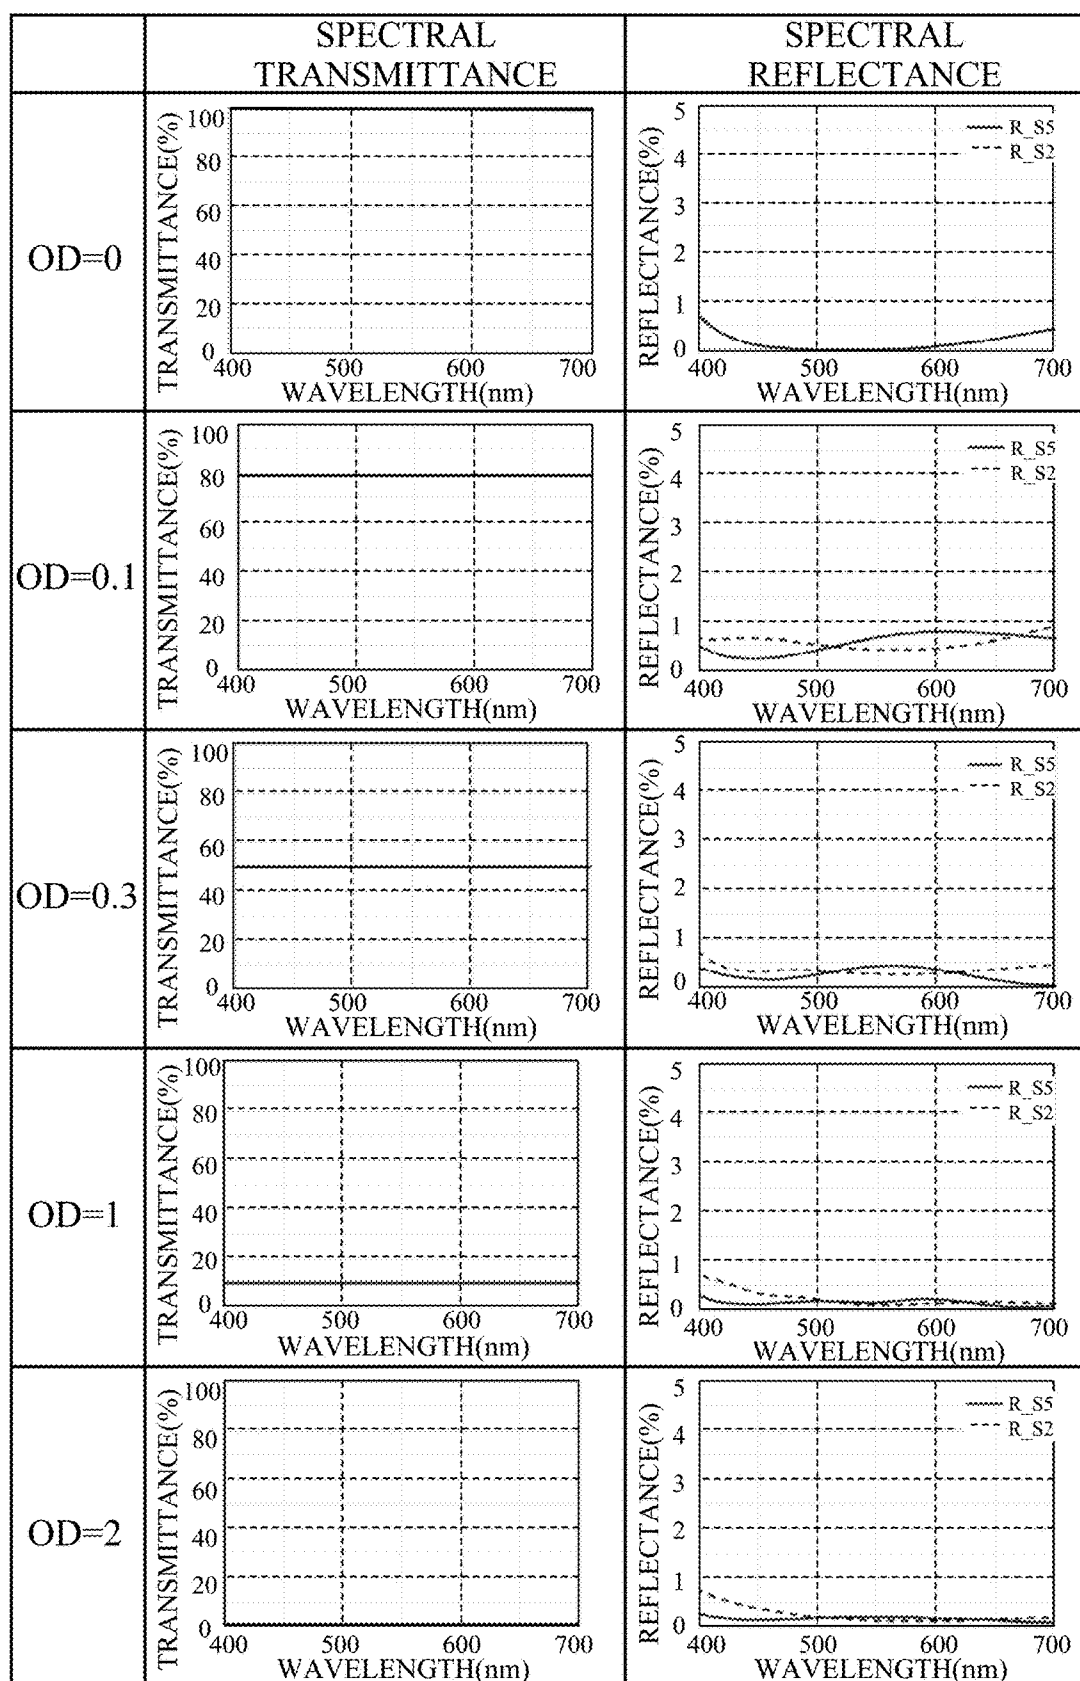 SPECTRAL
TRANSMITTANCE
SPECTRAL
REFLECTANCE
OD=0
TRANSMITTANCE(%)
100
80
60
40
20
0
400 500 600 700
WAVELENGTH(nm)
REFLECTANCE(%)
5
4
3
2
1
0
R_S5
R_S2
400 500 600 700
WAVELENGTH(nm)
OD=0.1
TRANSMITTANCE(%)
100
80
60
40
20
0
400 500 600 700
WAVELENGTH(nm)
REFLECTANCE(%)
5
4
3
2
1
0
R_S5
R_S2
400 500 600 700
WAVELENGTH(nm)
OD=0.3
TRANSMITTANCE(%)
100
80
60
40
20
0
400 500 600 700
WAVELENGTH(nm)
REFLECTANCE(%)
5
4
3
2
1
0
R_S5
R_S2
400 500 600 700
WAVELENGTH(nm)
OD=1
TRANSMITTANCE(%)
100
80
60
40
20
0
400 500 600 700
WAVELENGTH(nm)
REFLECTANCE(%)
5
4
3
2
1
0
R_S5
R_S2
400 500 600 700
WAVELENGTH(nm)
OD=2
TRANSMITTANCE(%)
100
80
60
40
20
0
400 500 600 700
WAVELENGTH(nm)
REFLECTANCE(%)
5
4
3
2
1
0
R_S5
R_S2
400 500 600 700
WAVELENGTH(nm)